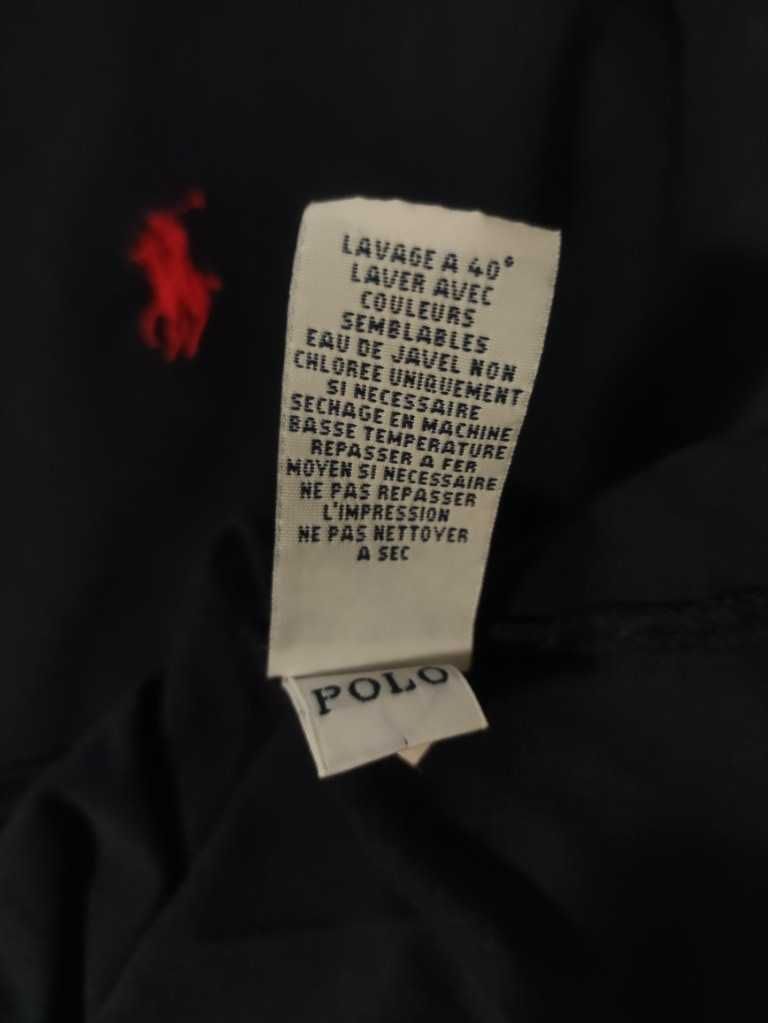 LAVAGE A 40°
LAVER AVEC
COULEURS
SEMBLABLES
EAU DE JAVEL NON
CHLOREE UNIQUEMENT
SI NECESSAIRE
SECHAGE EN MACHINE
BASSE TEMPERATURE
REPASSER A FER
MOYEN SI NECESSAIRE
NE PAS REPASSER
L'IMPRESSION
NE PAS NETTOYER
A SEC
POLO